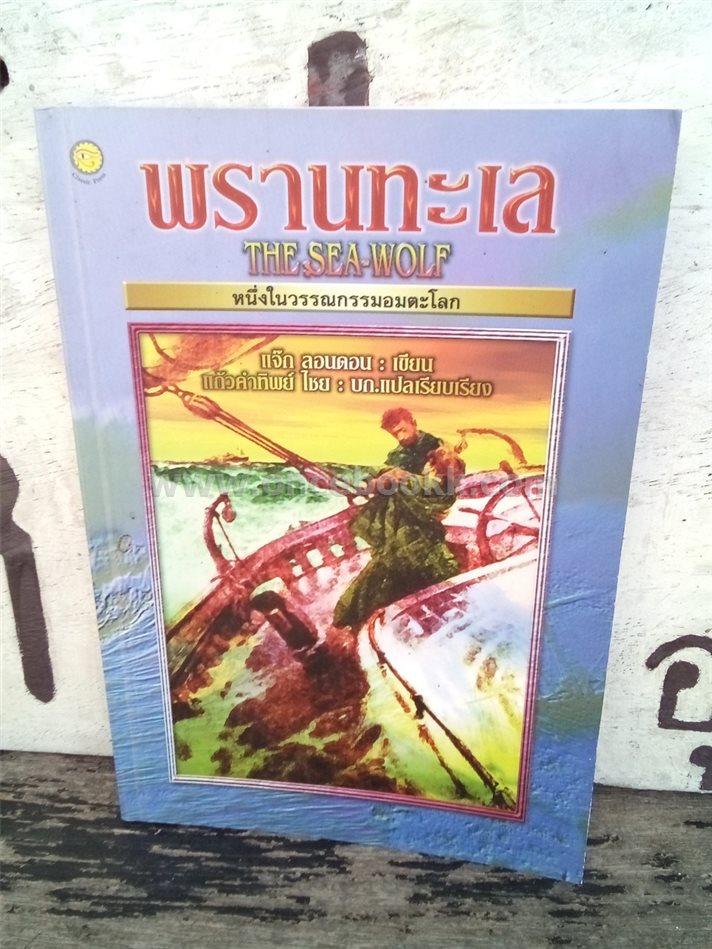 Classic Press
พรานทะเล
THE SEA-WOLF
หนึ่งในวรรณกรรมอมตะโลก
แจ๊ก ลอนดอน : เขียน
แก้วคำทิพย์ ไชย : บก.แปลเรียบเรียง